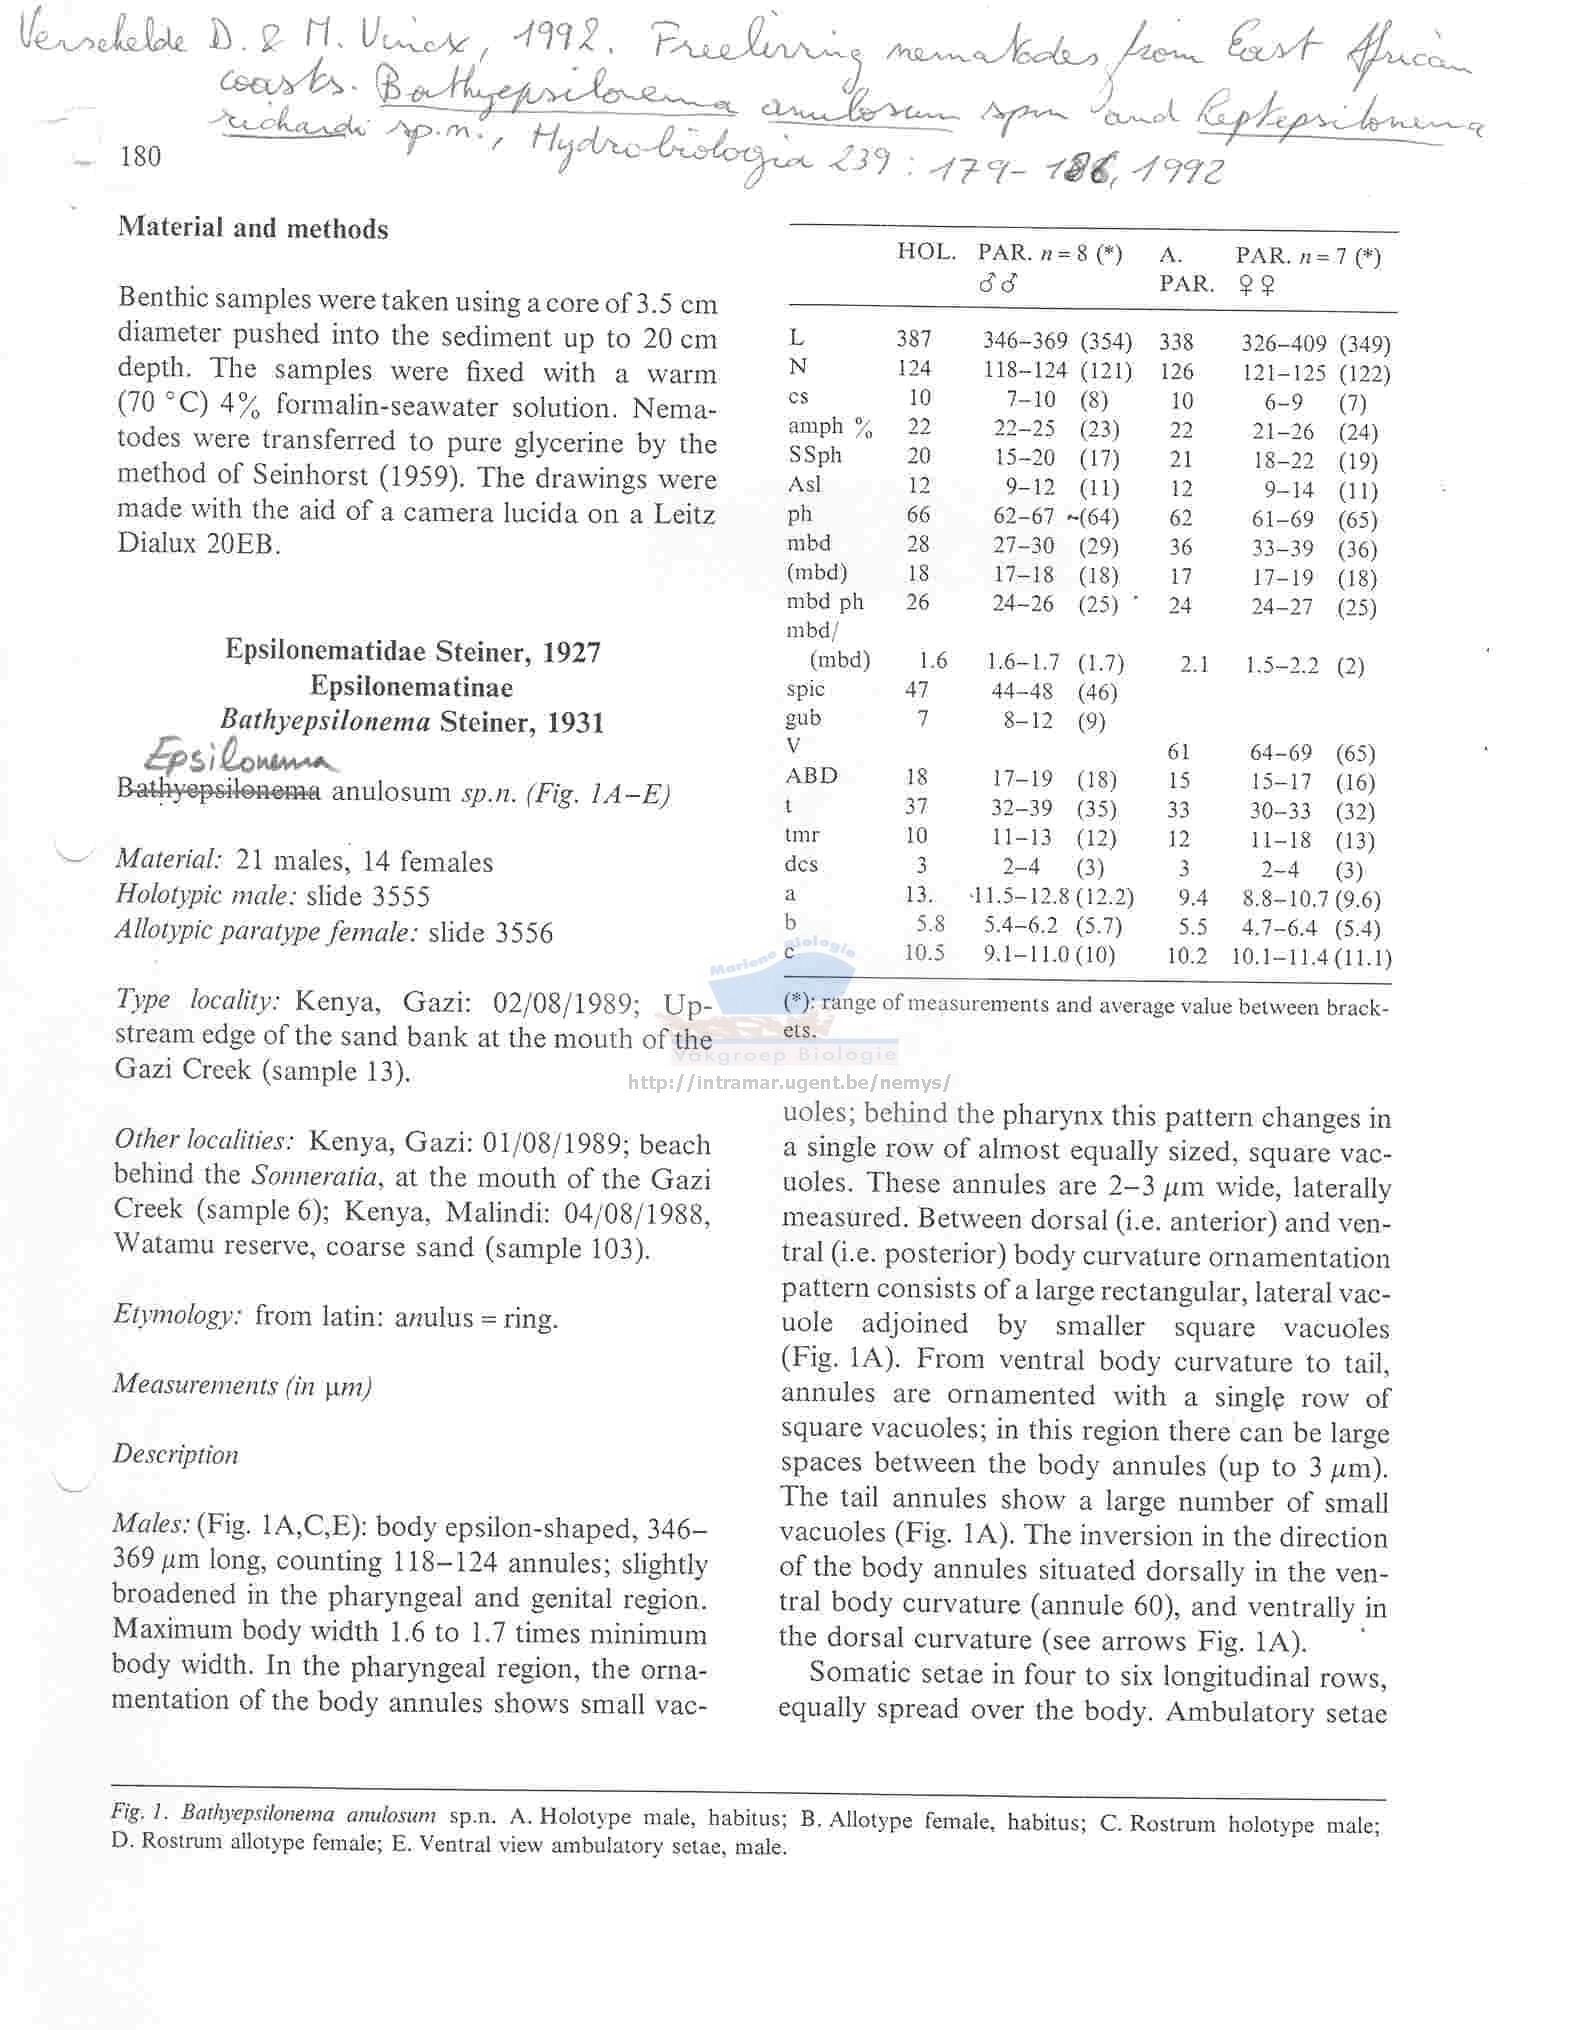 Verschelde D. & M. Vincx, 1992. Freeliving nematodes from East African
coasts. Bathyepsilonema anulosum spn and Leptepsilonema
richardi sp.n., Hydrobiologia 239 : 179-186, 1992
180
Material and methods
Benthic samples were taken using a core of 3.5 cm
diameter pushed into the sediment up to 20 cm
depth. The samples were fixed with a warm
(70 °C) 4% formalin-seawater solution. Nema-
todes were transferred to pure glycerine by the
method of Seinhorst (1959). The drawings were
made with the aid of a camera lucida on a Leitz
Dialux 20EB.
Epsilonematidae Steiner, 1927
Epsilonematinae
Bathyepsilonema Steiner, 1931
Epsilonema
Bathyepsilonema anulosum sp.n. (Fig. 1A–E)
Material: 21 males, 14 females
Holotypic male: slide 3555
Allotypic paratype female: slide 3556
Type locality: Kenya, Gazi: 02/08/1989; Up-
stream edge of the sand bank at the mouth of the
Gazi Creek (sample 13).
Other localities: Kenya, Gazi: 01/08/1989; beach
behind the Sonneratia, at the mouth of the Gazi
Creek (sample 6); Kenya, Malindi: 04/08/1988,
Watamu reserve, coarse sand (sample 103).
Etymology: from latin: anulus = ring.
Measurements (in µm)
Description
Males: (Fig. 1A,C,E): body epsilon-shaped, 346–
369 µm long, counting 118–124 annules; slightly
broadened in the pharyngeal and genital region.
Maximum body width 1.6 to 1.7 times minimum
body width. In the pharyngeal region, the orna-
mentation of the body annules shows small vac-
HOL. PAR. n = 8 (*) A. PAR. n = 7 (*)
♂♂ PAR. ♀♀
L 387 346–369 (354) 338 326–409 (349)
N 124 118–124 (121) 126 121–125 (122)
cs 10 7–10 (8) 10 6–9 (7)
amph % 22 22–25 (23) 22 21–26 (24)
SSph 20 15–20 (17) 21 18–22 (19)
Asl 12 9–12 (11) 12 9–14 (11)
ph 66 62–67 (64) 62 61–69 (65)
mbd 28 27–30 (29) 36 33–39 (36)
(mbd) 18 17–18 (18) 17 17–19 (18)
mbd ph 26 24–26 (25) 24 24–27 (25)
mbd/
(mbd) 1.6 1.6–1.7 (1.7) 2.1 1.5–2.2 (2)
spic 47 44–48 (46)
gub 7 8–12 (9)
V 61 64–69 (65)
ABD 18 17–19 (18) 15 15–17 (16)
t 37 32–39 (35) 33 30–33 (32)
tmr 10 11–13 (12) 12 11–18 (13)
dcs 3 2–4 (3) 3 2–4 (3)
a 13. 11.5–12.8 (12.2) 9.4 8.8–10.7 (9.6)
b 5.8 5.4–6.2 (5.7) 5.5 4.7–6.4 (5.4)
c 10.5 9.1–11.0 (10) 10.2 10.1–11.4 (11.1)
(*): range of measurements and average value between brack-
ets.
Mariene Biologie
Vakgroep Biologie
http://intramar.ugent.be/nemys/
uoles; behind the pharynx this pattern changes in
a single row of almost equally sized, square vac-
uoles. These annules are 2–3 µm wide, laterally
measured. Between dorsal (i.e. anterior) and ven-
tral (i.e. posterior) body curvature ornamentation
pattern consists of a large rectangular, lateral vac-
uole adjoined by smaller square vacuoles
(Fig. 1A). From ventral body curvature to tail,
annules are ornamented with a single row of
square vacuoles; in this region there can be large
spaces between the body annules (up to 3 µm).
The tail annules show a large number of small
vacuoles (Fig. 1A). The inversion in the direction
of the body annules situated dorsally in the ven-
tral body curvature (annule 60), and ventrally in
the dorsal curvature (see arrows Fig. 1A).
Somatic setae in four to six longitudinal rows,
equally spread over the body. Ambulatory setae
Fig. 1. Bathyepsilonema anulosum sp.n. A. Holotype male, habitus; B. Allotype female, habitus; C. Rostrum holotype male;
D. Rostrum allotype female; E. Ventral view ambulatory setae, male.